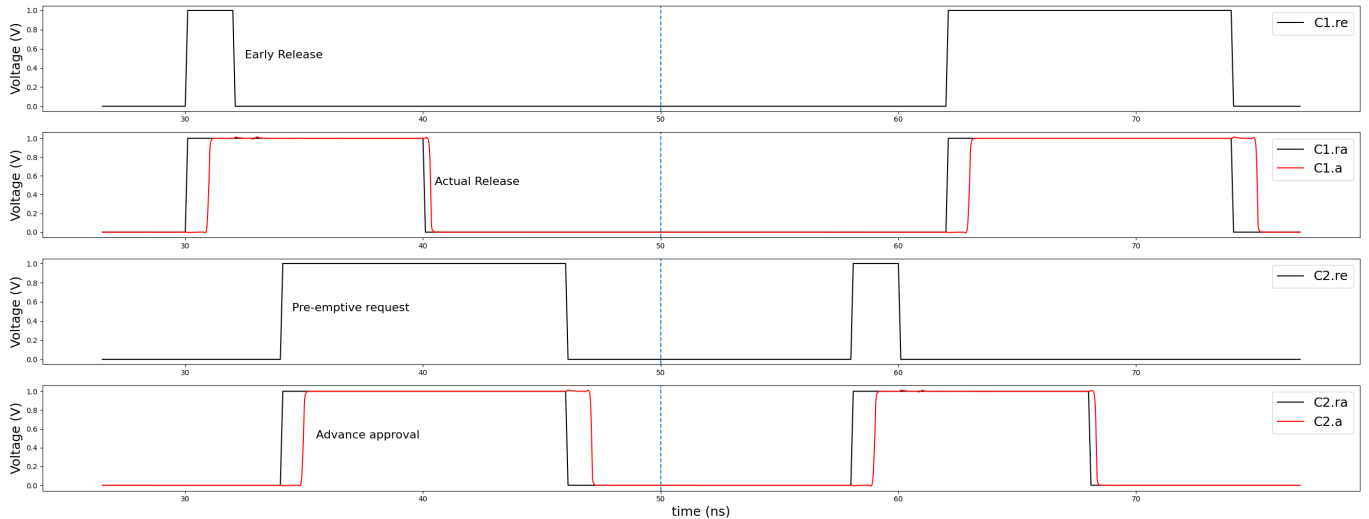 Voltage (V)
1.0
0.8
0.6
0.4
0.2
0.0
Early Release
C1.re
30
40
50
60
70
Voltage (V)
1.0
0.8
0.6
0.4
0.2
0.0
Actual Release
C1.ra
C1.a
30
40
50
60
70
Voltage (V)
1.0
0.8
0.6
0.4
0.2
0.0
Pre-emptive request
C2.re
30
40
50
60
70
Voltage (V)
1.0
0.8
0.6
0.4
0.2
0.0
Advance approval
C2.ra
C2.a
30
40
50
60
70
time (ns)